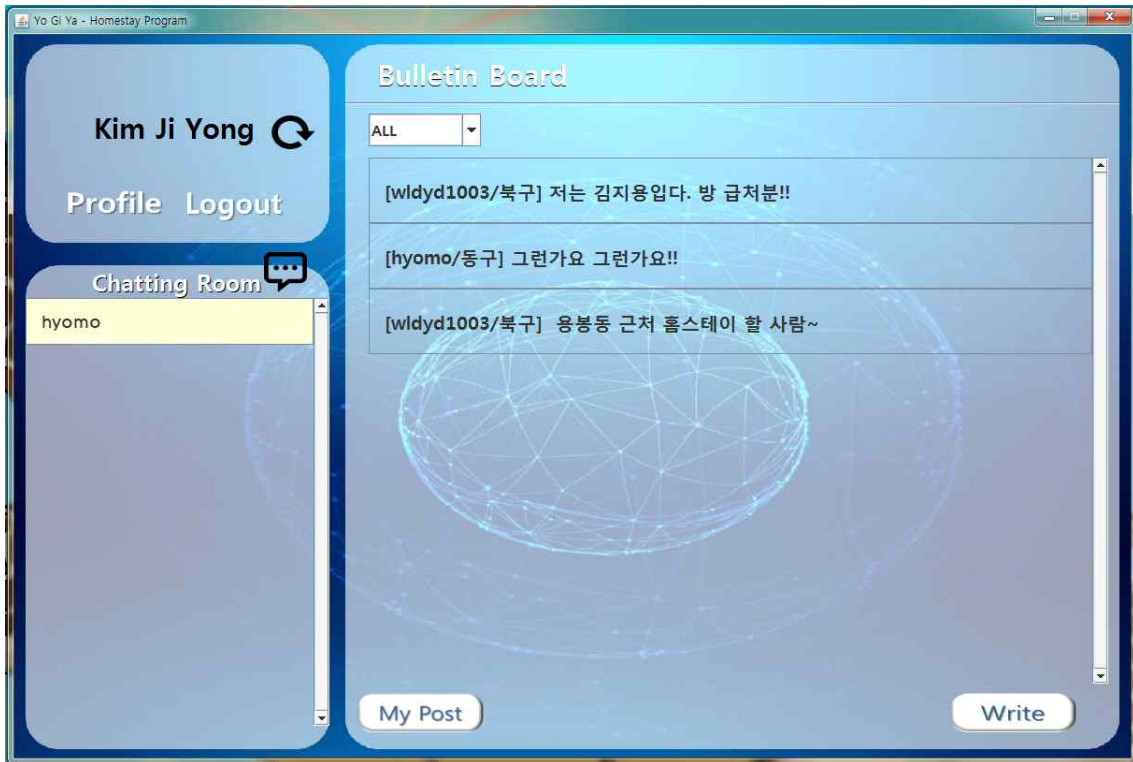 Yo Gi Ya - Homestay Program
Kim Ji Yong
Profile Logout
Chatting Room
hyomo
Bulletin Board
ALL
[wldyd1003/북구] 저는 김지용입다. 방 급처분!!
[hyomo/동구] 그런가요 그런가요!!
[wldyd1003/북구] 용봉동 근처 홈스테이 할 사람~
My Post
Write